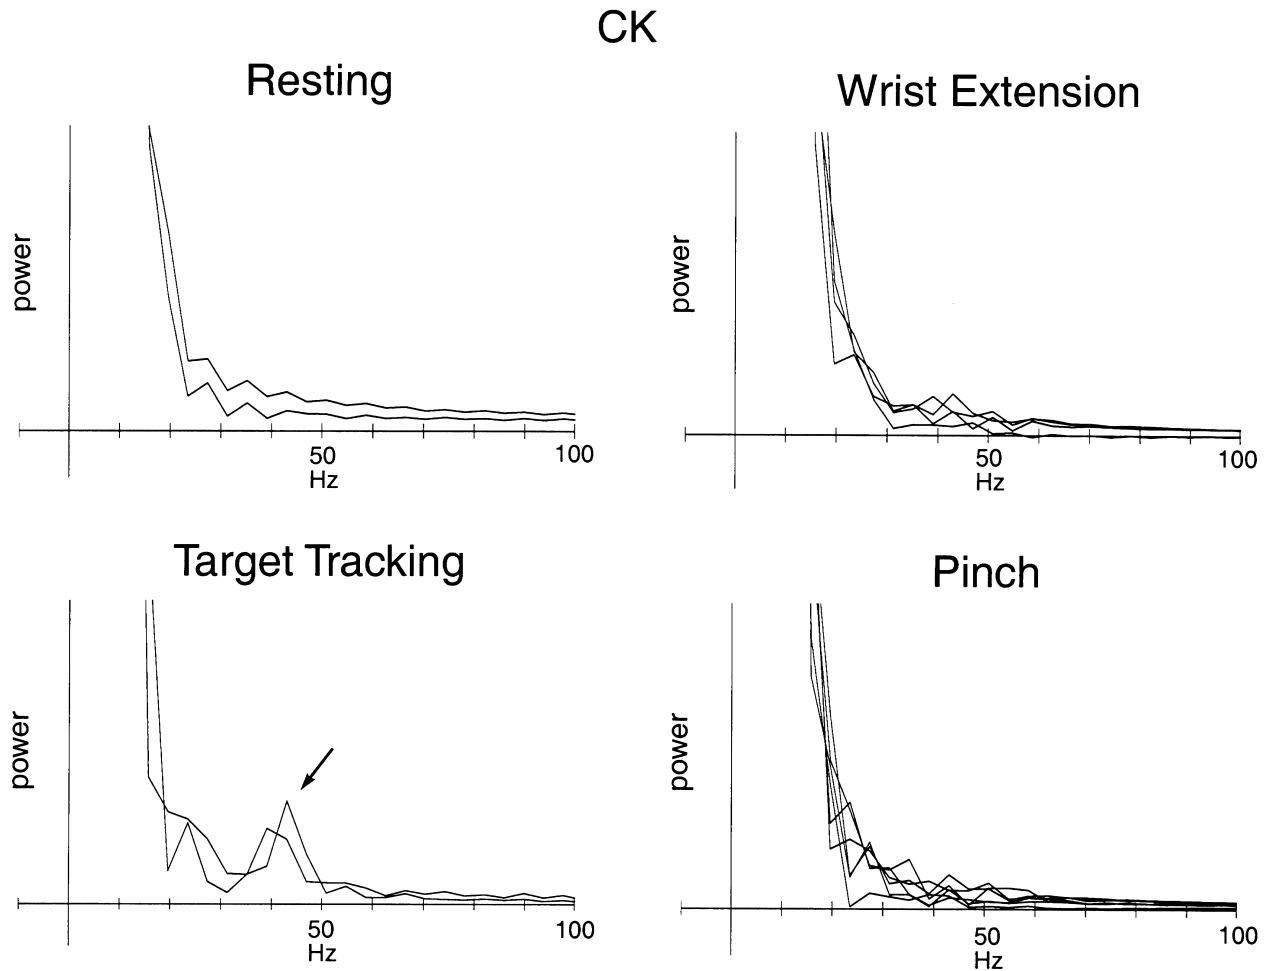 CK
Resting
power
50
100
Hz
Wrist Extension
power
50
100
Hz
Target Tracking
power
50
100
Hz
Pinch
power
50
100
Hz